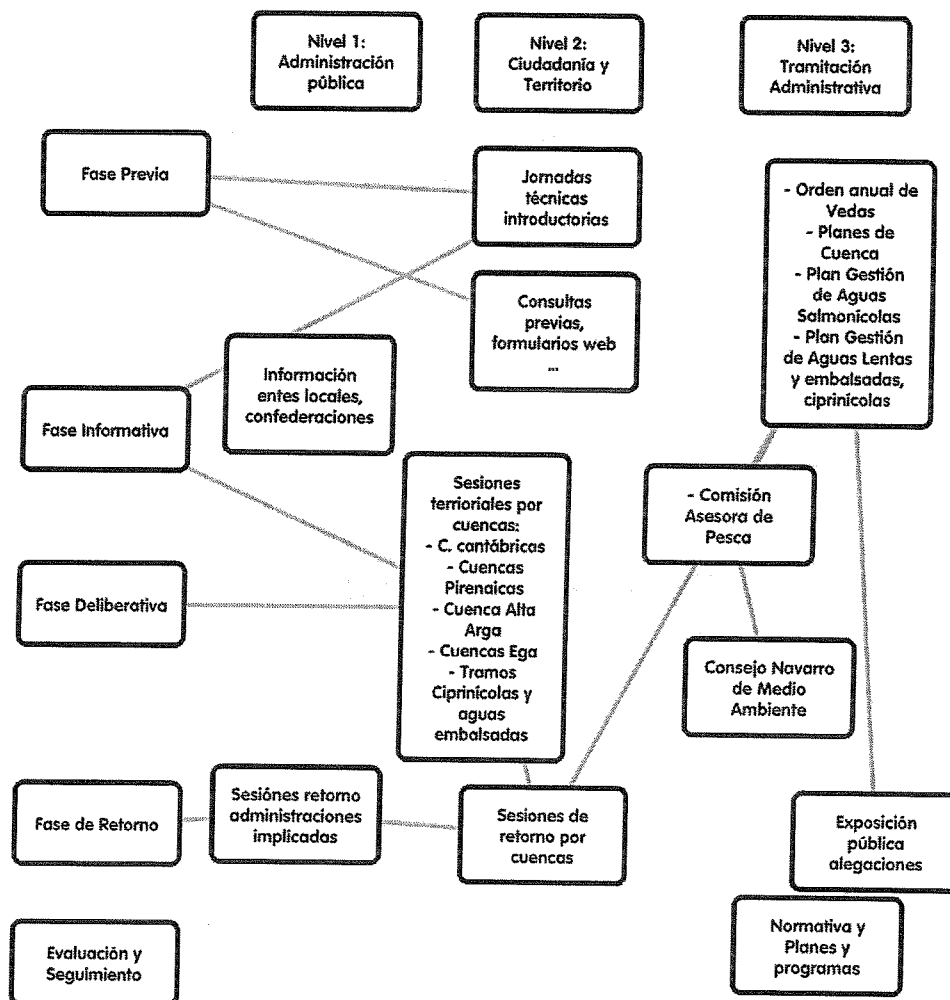 Nivel 1:
Administración
pública
Nivel 2:
Ciudadanía y
Territorio
Nivel 3:
Tramitación
Administrativa
Fase Previa
Jornadas
técnicas
introductorias
- Orden anual de
Vedas
- Planes de
Cuenca
- Plan Gestión
de Aguas
Salmonícolas
- Plan Gestión
de Aguas Lentas
y embalsadas,
ciprinícolas
Consultas
previas,
formularios web
...
Información
entes locales,
confederaciones
Fase Informativa
Sesiones
terrioriales por
cuencas:
- C. cantábricas
- Cuencas
Pirenaicas
- Cuenca Alta
Arga
- Cuencas Ega
- Tramos
Ciprinícolas y
aguas
embalsadas
- Comisión
Asesora de
Pesca
Fase Deliberativa
Consejo Navarro
de Medio
Ambiente
Fase de Retorno
Sesiónes retorno
administraciones
implicadas
Sesiones de
retorno por
cuencas
Exposición
pública
alegaciones
Evaluación y
Seguimiento
Normativa y
Planes y
programas